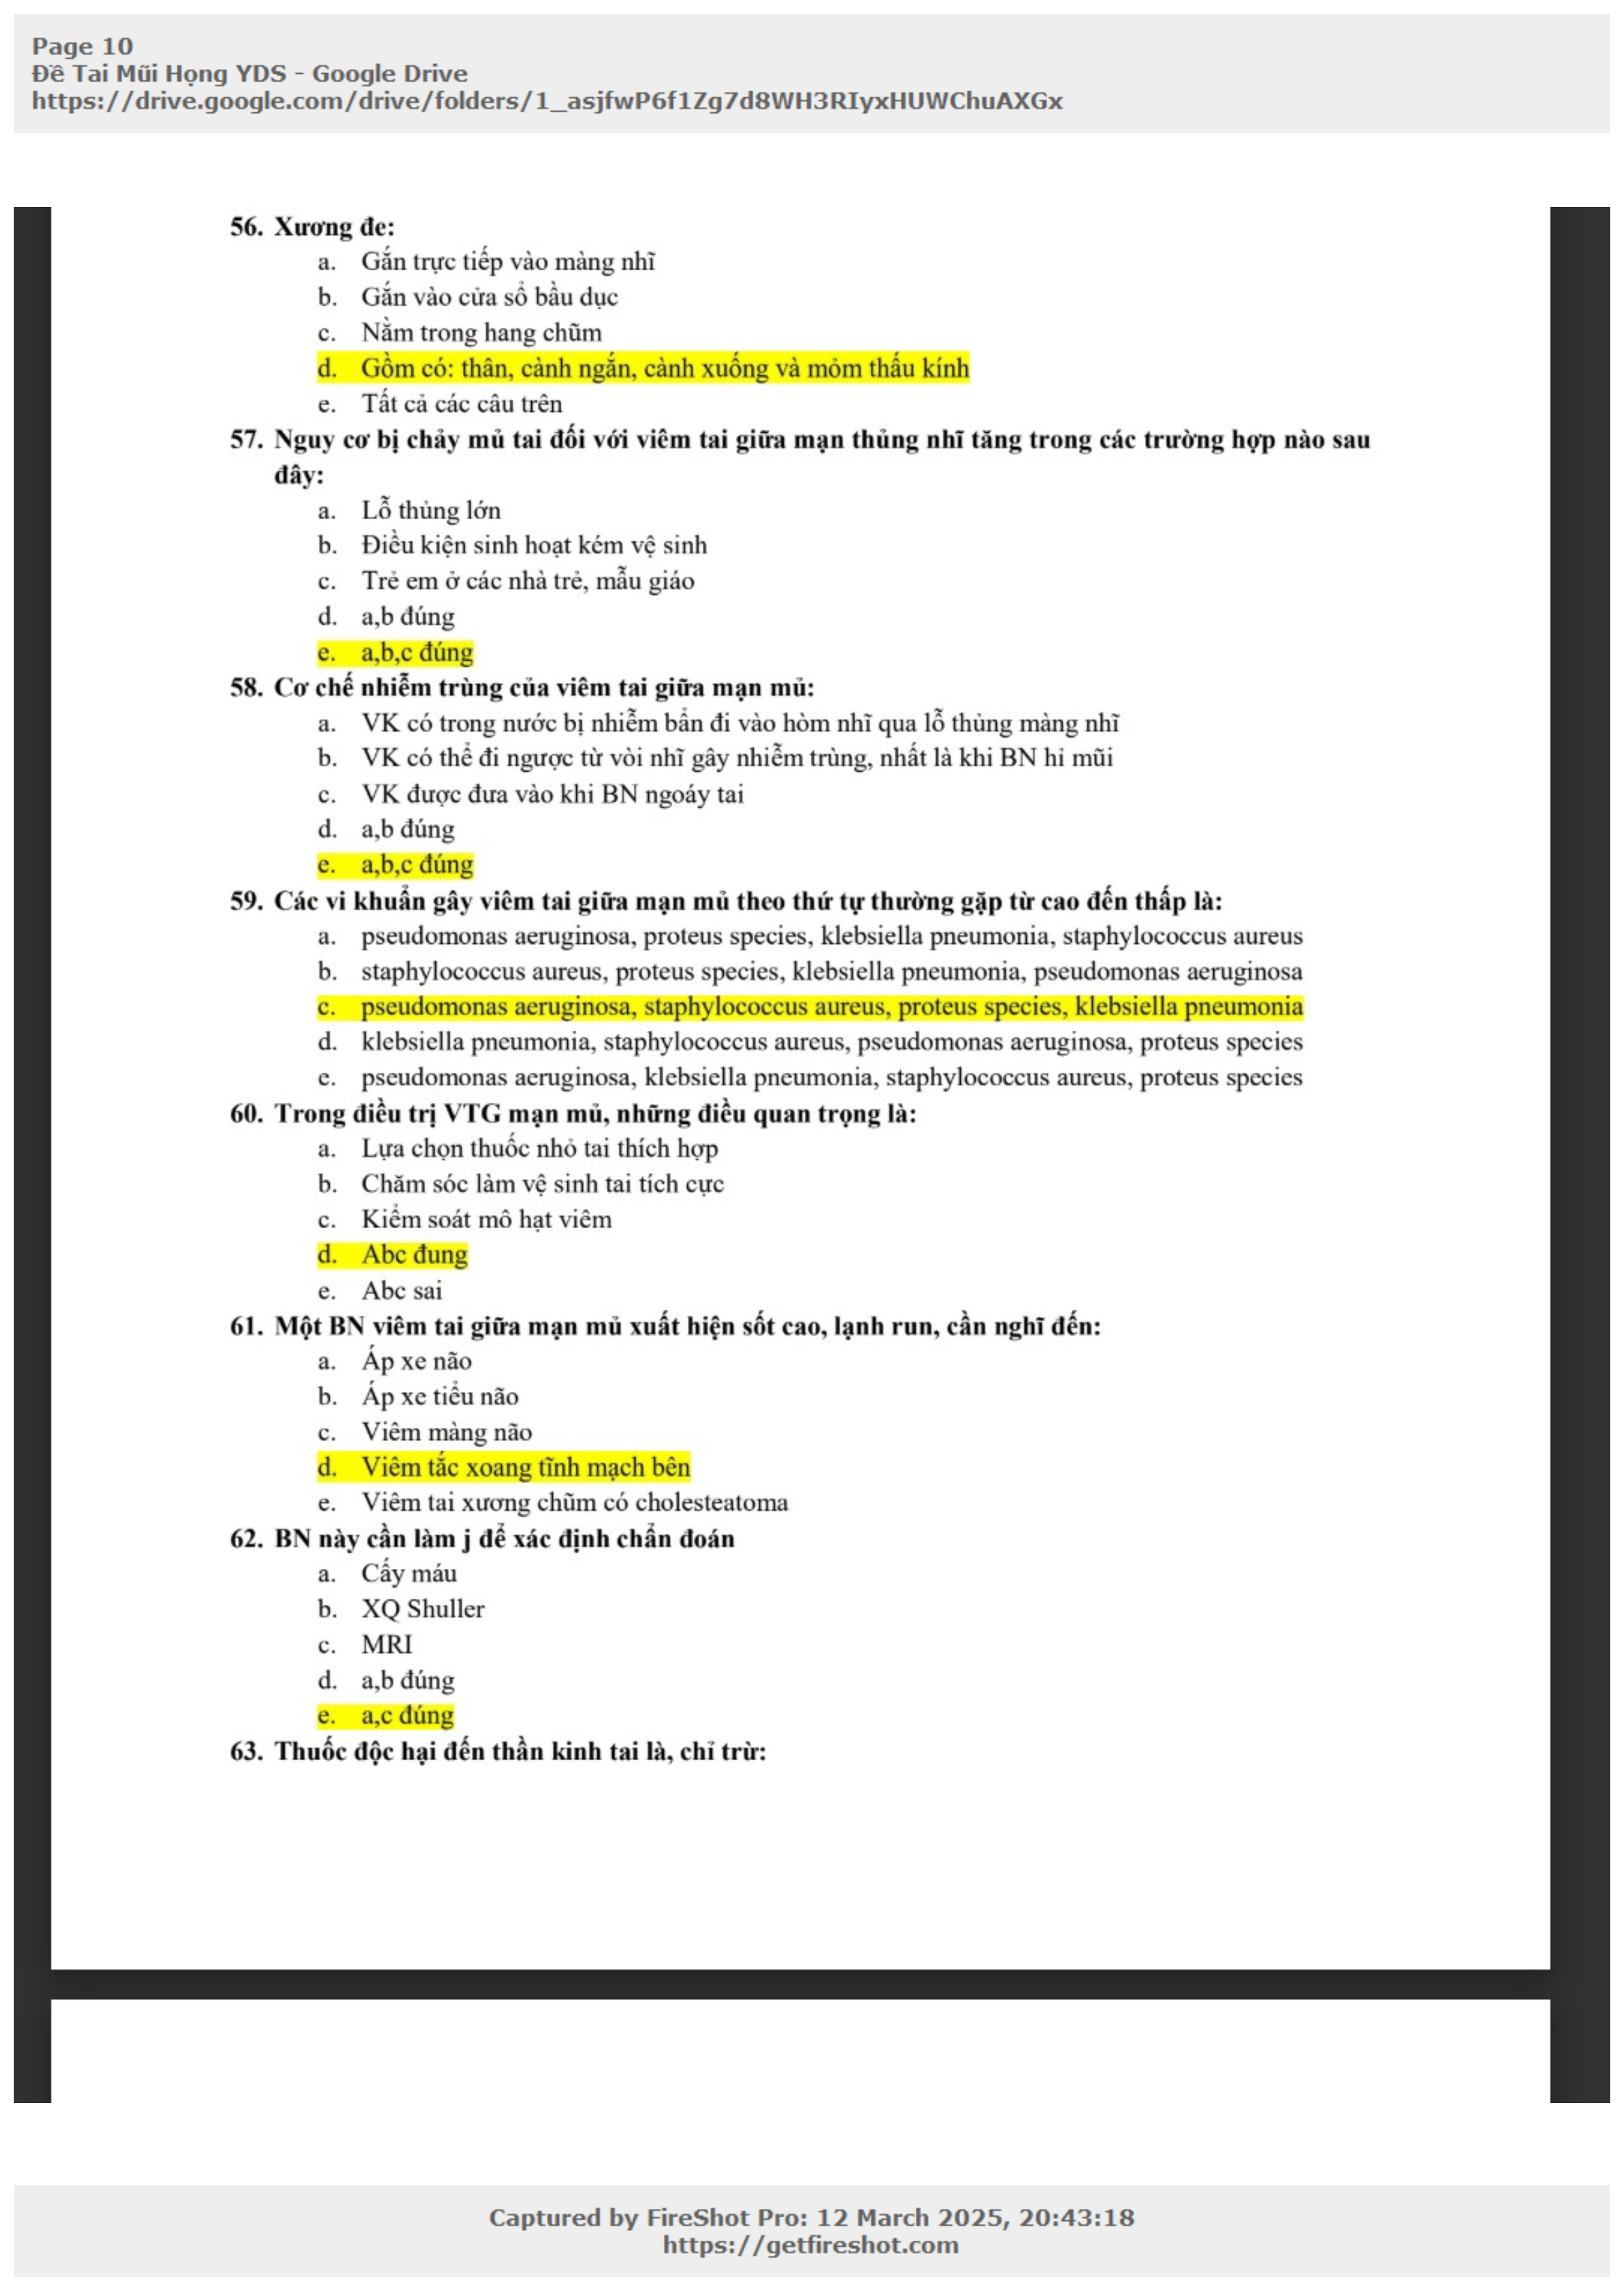 Page 10
Đề Tai Mũi Họng YDS - Google Drive
https://drive.google.com/drive/folders/1_asjfwP6f1Zg7d8WH3RIyxHUWChuAXGx
56. Xương đe:
a. Gắn trực tiếp vào màng nhĩ
b. Gắn vào cửa sổ bầu dục
c. Nằm trong hang chũm
d. Gồm có: thân, cành ngắn, cành xuống và mỏm thấu kính
e. Tất cả các câu trên
57. Nguy cơ bị chảy mủ tai đối với viêm tai giữa mạn thủng nhĩ tăng trong các trường hợp nào sau
đây:
a. Lỗ thủng lớn
b. Điều kiện sinh hoạt kém vệ sinh
c. Trẻ em ở các nhà trẻ, mẫu giáo
d. a,b đúng
e. a,b,c đúng
58. Cơ chế nhiễm trùng của viêm tai giữa mạn mủ:
a. VK có trong nước bị nhiễm bẩn đi vào hòm nhĩ qua lỗ thủng màng nhĩ
b. VK có thể đi ngược từ vòi nhĩ gây nhiễm trùng, nhất là khi BN hỉ mũi
c. VK được đưa vào khi BN ngoáy tai
d. a,b đúng
e. a,b,c đúng
59. Các vi khuẩn gây viêm tai giữa mạn mủ theo thứ tự thường gặp từ cao đến thấp là:
a. pseudomonas aeruginosa, proteus species, klebsiella pneumonia, staphylococcus aureus
b. staphylococcus aureus, proteus species, klebsiella pneumonia, pseudomonas aeruginosa
c. pseudomonas aeruginosa, staphylococcus aureus, proteus species, klebsiella pneumonia
d. klebsiella pneumonia, staphylococcus aureus, pseudomonas aeruginosa, proteus species
e. pseudomonas aeruginosa, klebsiella pneumonia, staphylococcus aureus, proteus species
60. Trong điều trị VTG mạn mủ, những điều quan trọng là:
a. Lựa chọn thuốc nhỏ tai thích hợp
b. Chăm sóc làm vệ sinh tai tích cực
c. Kiểm soát mô hạt viêm
d. Abc đung
e. Abc sai
61. Một BN viêm tai giữa mạn mủ xuất hiện sốt cao, lạnh run, cần nghĩ đến:
a. Áp xe não
b. Áp xe tiểu não
c. Viêm màng não
d. Viêm tắc xoang tĩnh mạch bên
e. Viêm tai xương chũm có cholesteatoma
62. BN này cần làm j để xác định chẩn đoán
a. Cấy máu
b. XQ Shuller
c. MRI
d. a,b đúng
e. a,c đúng
63. Thuốc độc hại đến thần kinh tai là, chỉ trừ:
Captured by FireShot Pro: 12 March 2025, 20:43:18
https://getfireshot.com